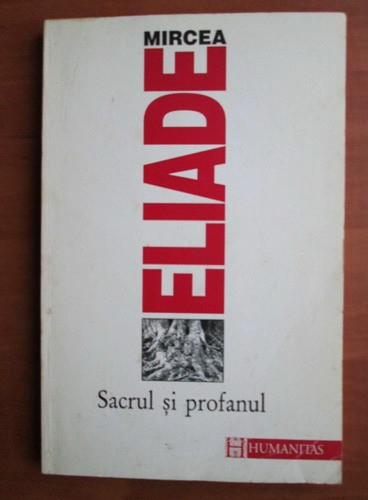 MIRCEA
ELIADE
Sacrul și profanul
HUMANITAS